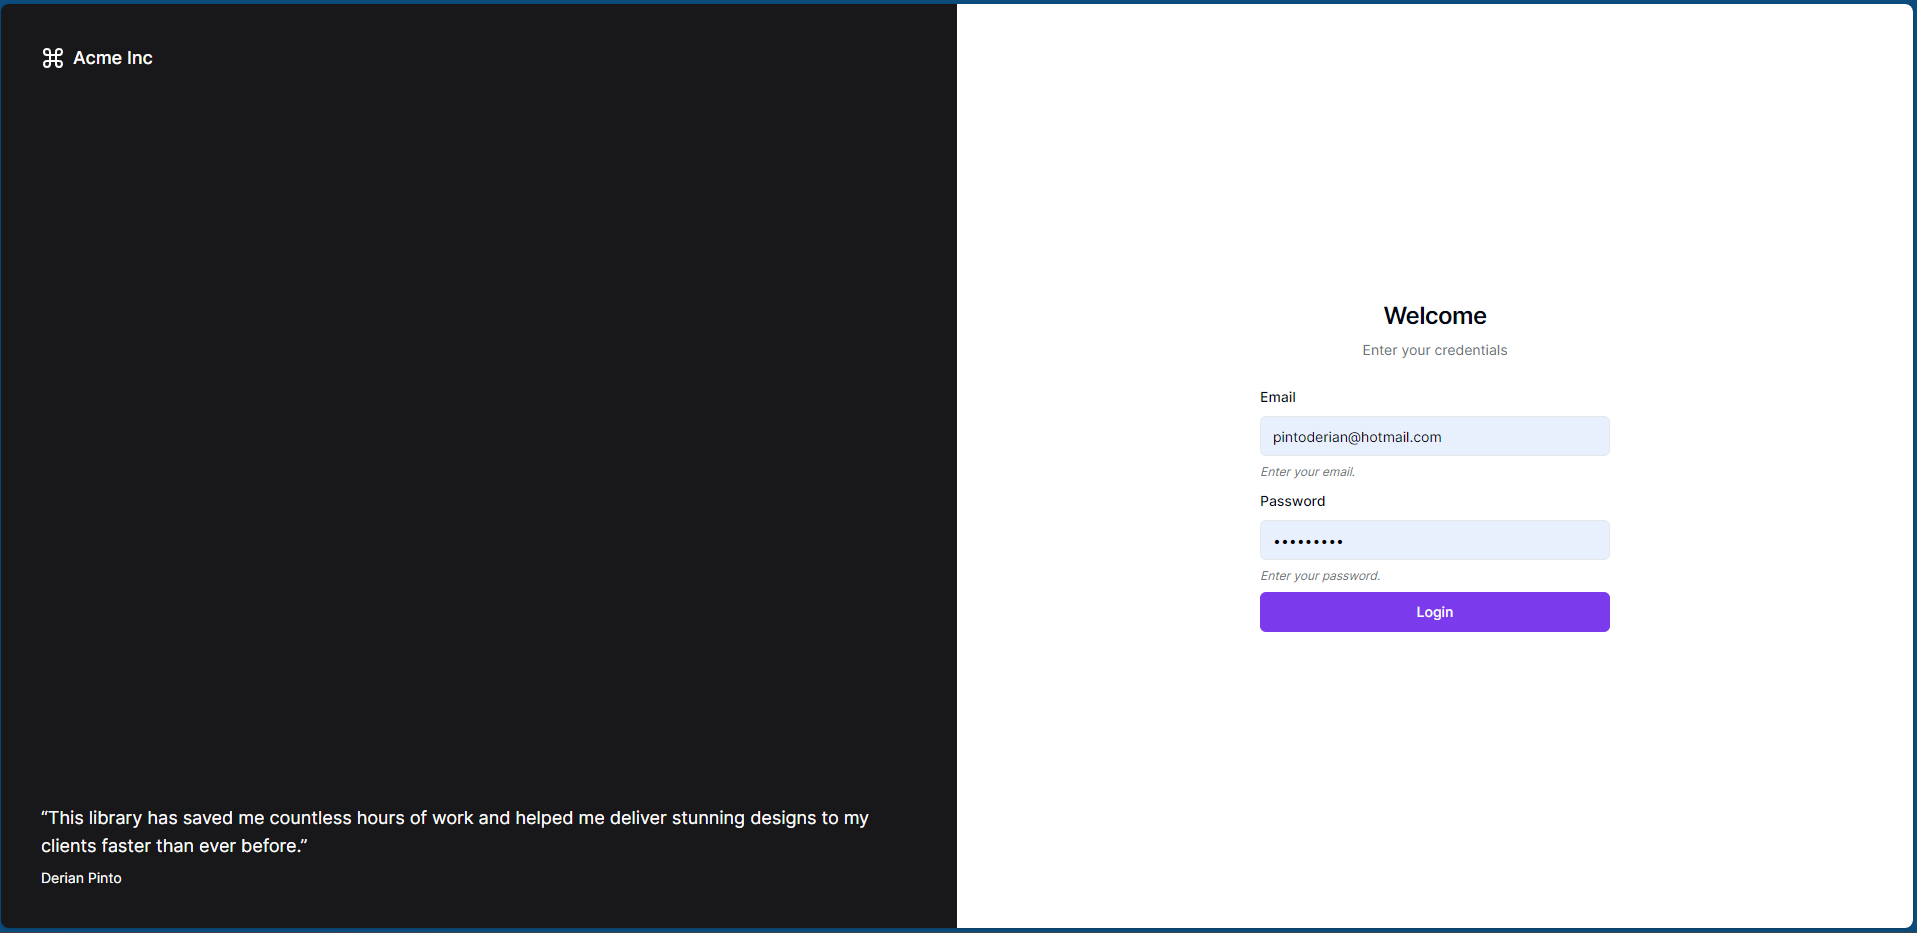 Acme Inc
“This library has saved me countless hours of work and helped me deliver stunning designs to my
clients faster than ever before.”
Derian Pinto
Welcome
Enter your credentials
Email
pintoderian@hotmail.com
Enter your email.
Password
•••••••••
Enter your password.
Login